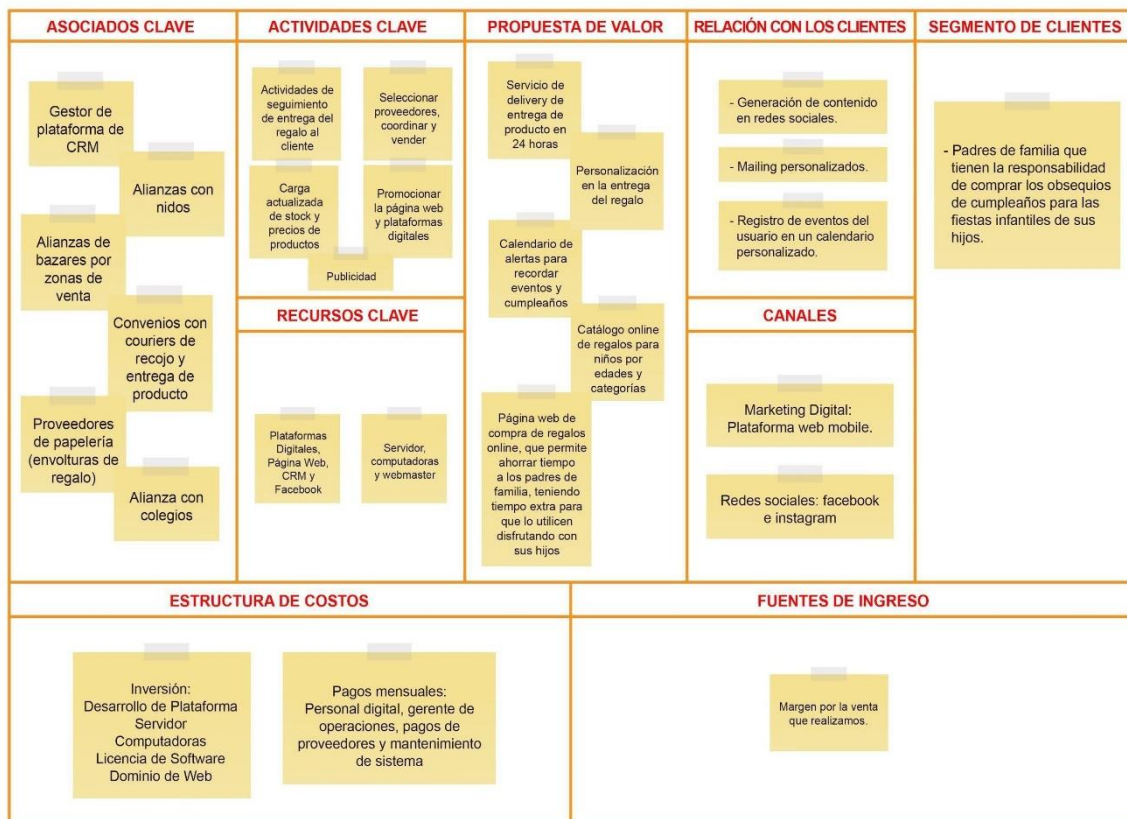 ASOCIADOS CLAVE
Gestor de
plataforma de
CRM
Alianzas con
nidos
Alianzas de
bazares por
zonas de
venta
Convenios con
couriers de
recojo y
entrega de
producto
Proveedores
de papelería
(envolturas de
regalo)
Alianza con
colegios
ACTIVIDADES CLAVE
Actividades de
seguimiento
de entrega del
regalo al
cliente
Seleccionar
proveedores,
coordinar y
vender
Carga
actualizada
de stock y
precios de
productos
Promocionar
la página web
y plataformas
digitales
Publicidad
RECURSOS CLAVE
Plataformas
Digitales,
Página Web,
CRM y
Facebook
Servidor,
computadoras
y webmaster
PROPUESTA DE VALOR
Servicio de
delivery de
entrega de
producto en
24 horas
Personalización
en la entrega
del regalo
Calendario de
alertas para
recordar
eventos y
cumpleaños
Catálogo online
de regalos para
niños por
edades y
categorías
Página web de
compra de regalos
online, que permite
ahorrar tiempo
a los padres de
familia, teniendo
tiempo extra para
que lo utilicen
disfrutando con
sus hijos
RELACIÓN CON LOS CLIENTES
- Generación de contenido
en redes sociales.
- Mailing personalizados.
- Registro de eventos del
usuario en un calendario
personalizado.
CANALES
Marketing Digital:
Plataforma web mobile.
Redes sociales: facebook
e instagram
SEGMENTO DE CLIENTES
- Padres de familia que
tienen la responsabilidad
de comprar los obsequios
de cumpleaños para las
fiestas infantiles de sus
hijos.
ESTRUCTURA DE COSTOS
Inversión:
Desarrollo de Plataforma
Servidor
Computadoras
Licencia de Software
Dominio de Web
Pagos mensuales:
Personal digital, gerente de
operaciones, pagos de
proveedores y mantenimiento
de sistema
FUENTES DE INGRESO
Margen por la venta
que realizamos.